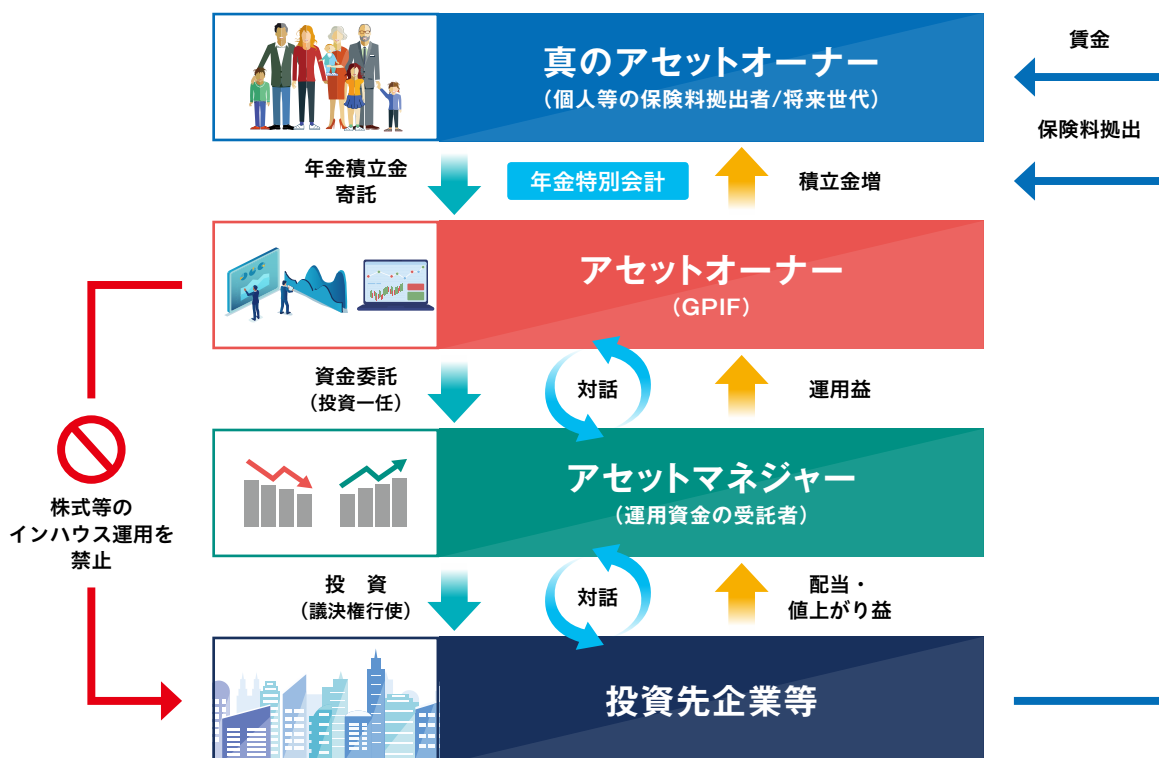 真のアセットオーナー
(個人等の保険料拠出者/将来世代)
賃金
保険料拠出
年金積立金
寄託
年金特別会計
積立金増
アセットオーナー
(GPIF)
資金委託
(投資一任)
対話
運用益
株式等の
インハウス運用を
禁止
アセットマネジャー
(運用資金の受託者)
投 資
(議決権行使)
対話
配当・
値上がり益
投資先企業等